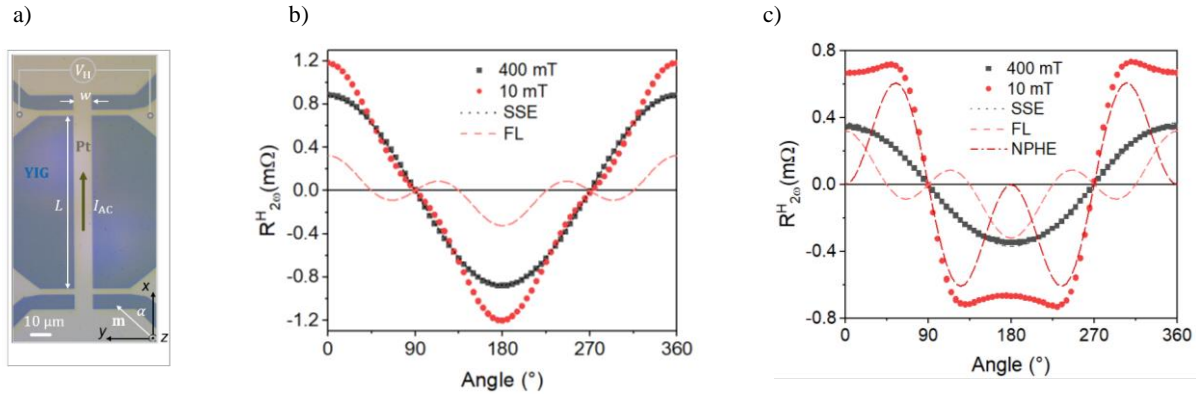 a)
b)
c)
V_H
w
Pt
YIG
L
I_AC
x
m
α
10 μm
y
z
R^H_2ω(mΩ)
1.2
0.8
0.4
0.0
-0.4
-0.8
-1.2
400 mT
10 mT
SSE
FL
0
90
180
270
360
Angle (°)
R^H_2ω(mΩ)
0.8
0.4
0.0
-0.4
-0.8
400 mT
10 mT
SSE
FL
NPHE
0
90
180
270
360
Angle (°)